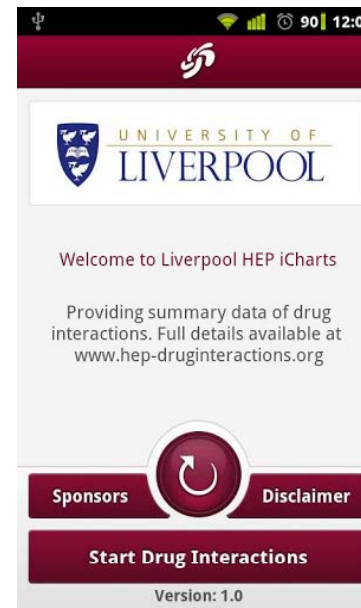 90 12:0
UNIVERSITY OF
LIVERPOOL
Welcome to Liverpool HEP iCharts
Providing summary data of drug
interactions. Full details available at
www.hep-druginteractions.org
Sponsors Disclaimer
Start Drug Interactions
Version: 1.0